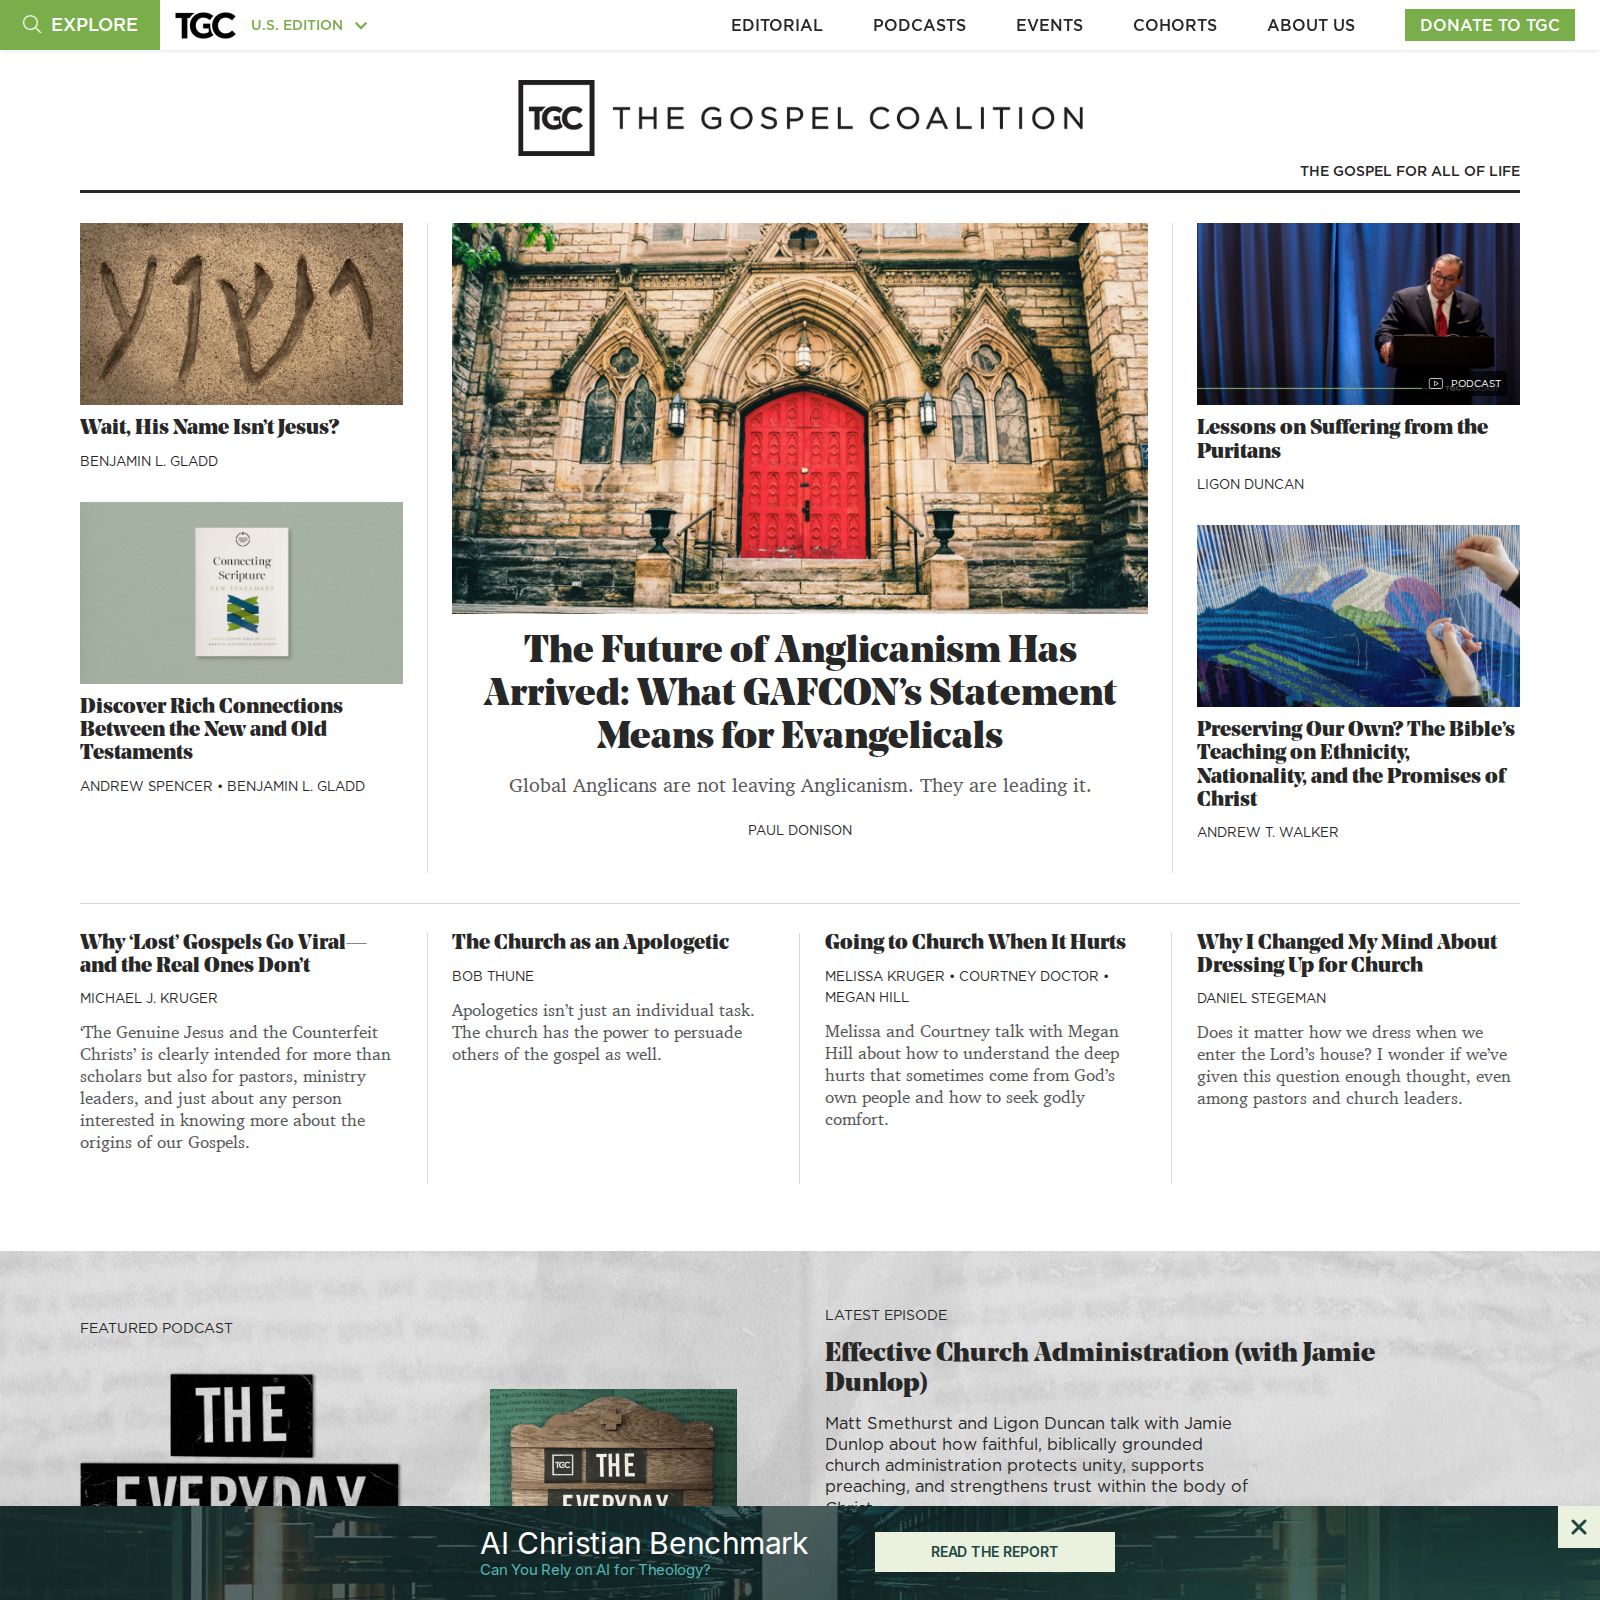 EXPLORE
TGC
U.S. EDITION
EDITORIAL
PODCASTS
EVENTS
COHORTS
ABOUT US
DONATE TO TGC
TGC THE GOSPEL COALITION
THE GOSPEL FOR ALL OF LIFE
ישוע
Wait, His Name Isn’t Jesus?
BENJAMIN L. GLADD
Connecting
Scripture
NEW TESTAMENT
Discover Rich Connections
Between the New and Old
Testaments
ANDREW SPENCER • BENJAMIN L. GLADD
The Future of Anglicanism Has
Arrived: What GAFCON’s Statement
Means for Evangelicals
Global Anglicans are not leaving Anglicanism. They are leading it.
PAUL DONISON
PODCAST
Lessons on Suffering from the
Puritans
LIGON DUNCAN
Preserving Our Own? The Bible’s
Teaching on Ethnicity,
Nationality, and the Promises of
Christ
ANDREW T. WALKER
Why ‘Lost’ Gospels Go Viral—
and the Real Ones Don’t
MICHAEL J. KRUGER
‘The Genuine Jesus and the Counterfeit
Christs’ is clearly intended for more than
scholars but also for pastors, ministry
leaders, and just about any person
interested in knowing more about the
origins of our Gospels.
The Church as an Apologetic
BOB THUNE
Apologetics isn’t just an individual task.
The church has the power to persuade
others of the gospel as well.
Going to Church When It Hurts
MELISSA KRUGER • COURTNEY DOCTOR •
MEGAN HILL
Melissa and Courtney talk with Megan
Hill about how to understand the deep
hurts that sometimes come from God’s
own people and how to seek godly
comfort.
Why I Changed My Mind About
Dressing Up for Church
DANIEL STEGEMAN
Does it matter how we dress when we
enter the Lord’s house? I wonder if we’ve
given this question enough thought, even
among pastors and church leaders.
FEATURED PODCAST
THE
EVERYDAY
TGC THE
EVERYDAY
LATEST EPISODE
Effective Church Administration (with Jamie
Dunlop)
Matt Smethurst and Ligon Duncan talk with Jamie
Dunlop about how faithful, biblically grounded
church administration protects unity, supports
preaching, and strengthens trust within the body of
Christ.
AI Christian Benchmark
Can You Rely on AI for Theology?
READ THE REPORT